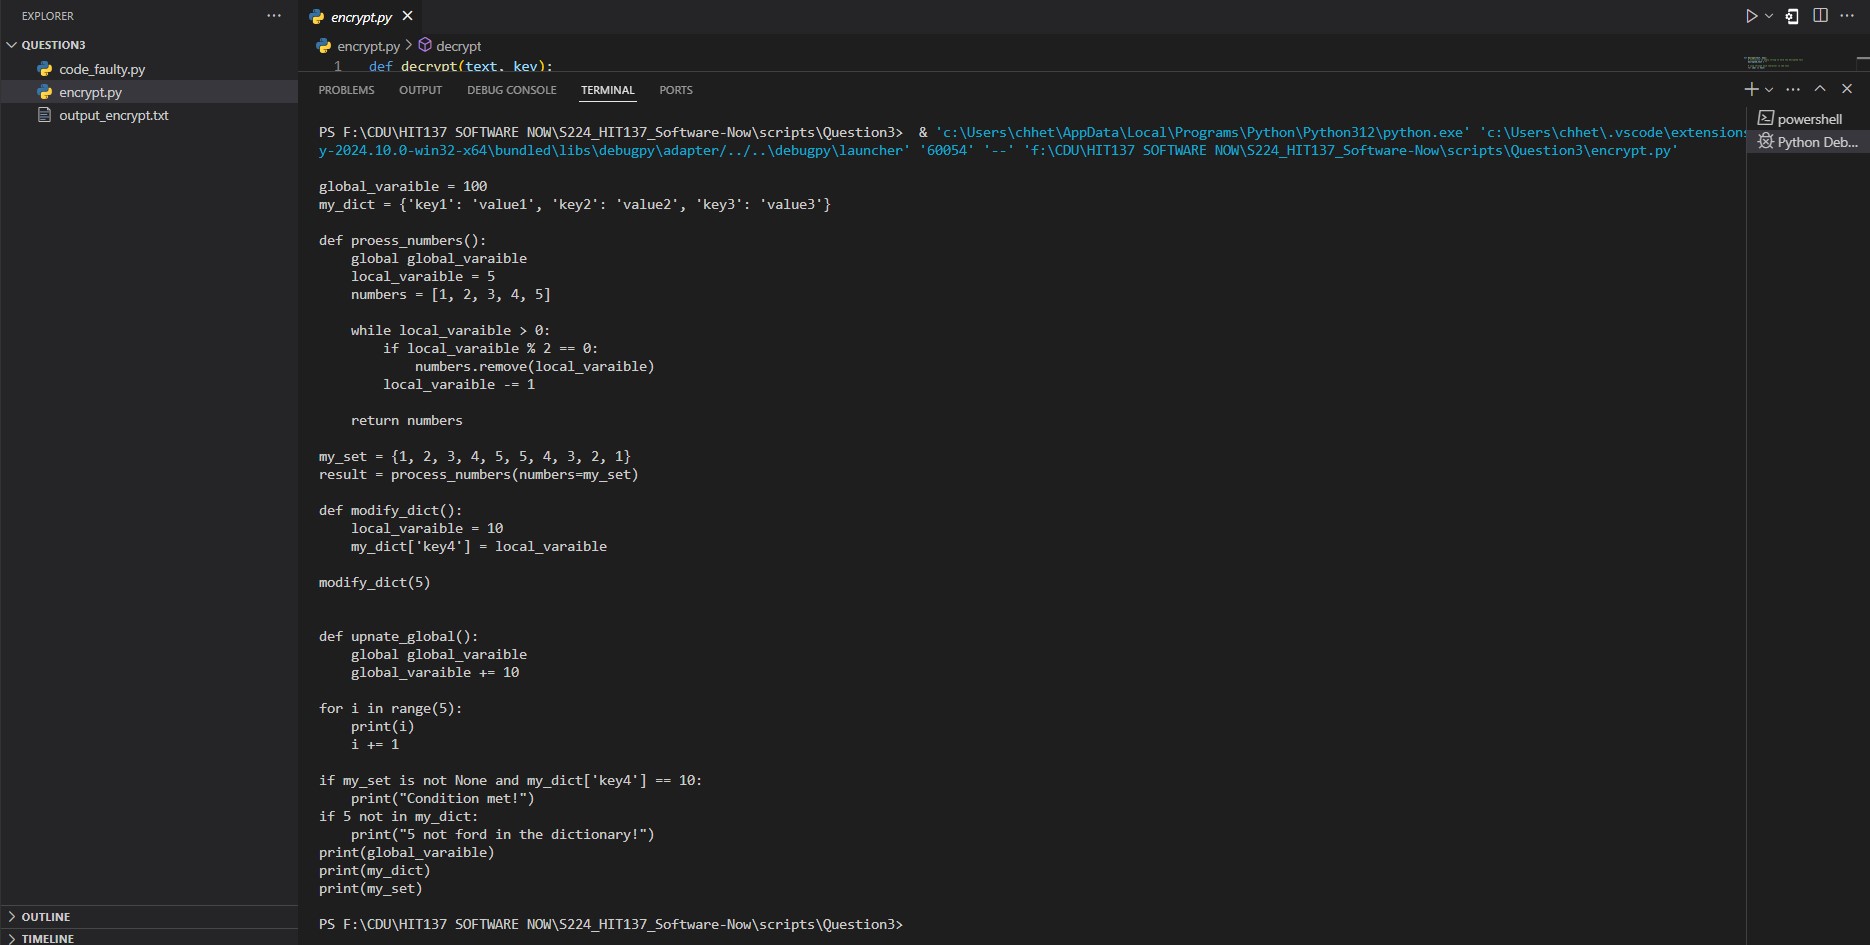 EXPLORER
QUESTION3
code_faulty.py
encrypt.py
output_encrypt.txt
OUTLINE
TIMELINE
encrypt.py
encrypt.py > decrypt
1 def decrypt(text, key):
PROBLEMS OUTPUT DEBUG CONSOLE TERMINAL PORTS
PS F:\CDU\HIT137 SOFTWARE NOW\S224_HIT137_Software-Now\scripts\Question3> & 'c:\Users\chhet\AppData\Local\Programs\Python\Python312\python.exe' 'c:\Users\chhet\.vscode\extensions
y-2024.10.0-win32-x64\bundled\libs\debugpy\adapter/../..\debugpy\launcher' '60054' '--' 'f:\CDU\HIT137 SOFTWARE NOW\S224_HIT137_Software-Now\scripts\Question3\encrypt.py'
global_varaible = 100
my_dict = {'key1': 'value1', 'key2': 'value2', 'key3': 'value3'}
def proess_numbers():
    global global_varaible
    local_varaible = 5
    numbers = [1, 2, 3, 4, 5]
    while local_varaible > 0:
        if local_varaible % 2 == 0:
            numbers.remove(local_varaible)
        local_varaible -= 1
    return numbers
my_set = {1, 2, 3, 4, 5, 5, 4, 3, 2, 1}
result = process_numbers(numbers=my_set)
def modify_dict():
    local_varaible = 10
    my_dict['key4'] = local_varaible
modify_dict(5)
def upnate_global():
    global global_varaible
    global_varaible += 10
for i in range(5):
    print(i)
    i += 1
if my_set is not None and my_dict['key4'] == 10:
    print("Condition met!")
if 5 not in my_dict:
    print("5 not ford in the dictionary!")
print(global_varaible)
print(my_dict)
print(my_set)
PS F:\CDU\HIT137 SOFTWARE NOW\S224_HIT137_Software-Now\scripts\Question3>
powershell
Python Deb...